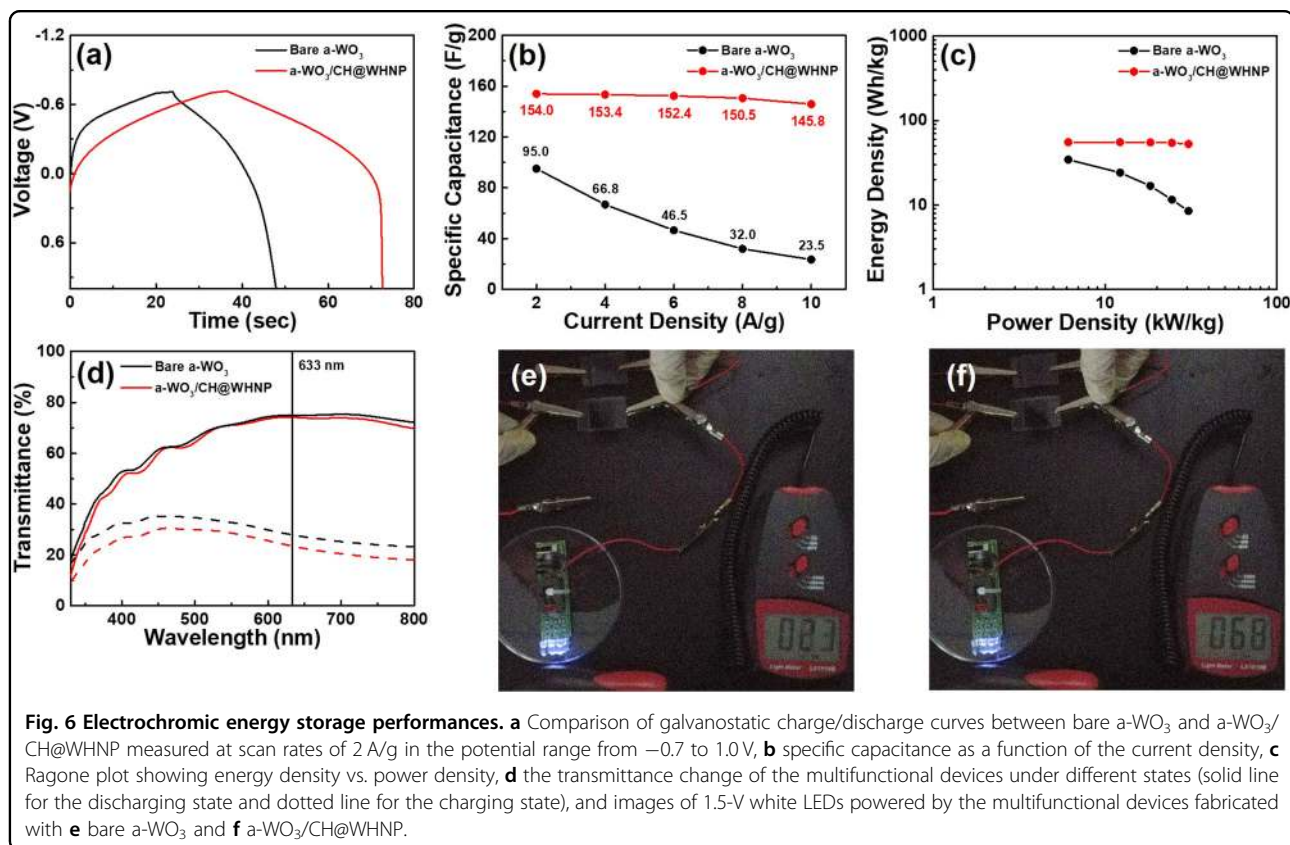 (a)
Bare a-WO₃
a-WO₃/CH@WHNP
-1.2
-0.6
0.0
0.6
Voltage (V)
0 20 40 60 80
Time (sec)
(b)
Bare a-WO₃
a-WO₃/CH@WHNP
200
160
120
80
40
0
Specific Capacitance (F/g)
154.0 153.4 152.4 150.5 145.8
95.0
66.8
46.5
32.0
23.5
2 4 6 8 10
Current Density (A/g)
(c)
Bare a-WO₃
a-WO₃/CH@WHNP
1000
100
10
1
Energy Density (Wh/kg)
1 10 100
Power Density (kW/kg)
(d)
Bare a-WO₃
a-WO₃/CH@WHNP
633 nm
100
80
60
40
20
0
Transmittance (%)
400 500 600 700 800
Wavelength (nm)
(e)
023
Light Meter LX1010B
(f)
068
Light Meter LX1010B
Fig. 6 Electrochromic energy storage performances. a Comparison of galvanostatic charge/discharge curves between bare a-WO₃ and a-WO₃/
CH@WHNP measured at scan rates of 2 A/g in the potential range from −0.7 to 1.0 V, b specific capacitance as a function of the current density, c
Ragone plot showing energy density vs. power density, d the transmittance change of the multifunctional devices under different states (solid line
for the discharging state and dotted line for the charging state), and images of 1.5-V white LEDs powered by the multifunctional devices fabricated
with e bare a-WO₃ and f a-WO₃/CH@WHNP.